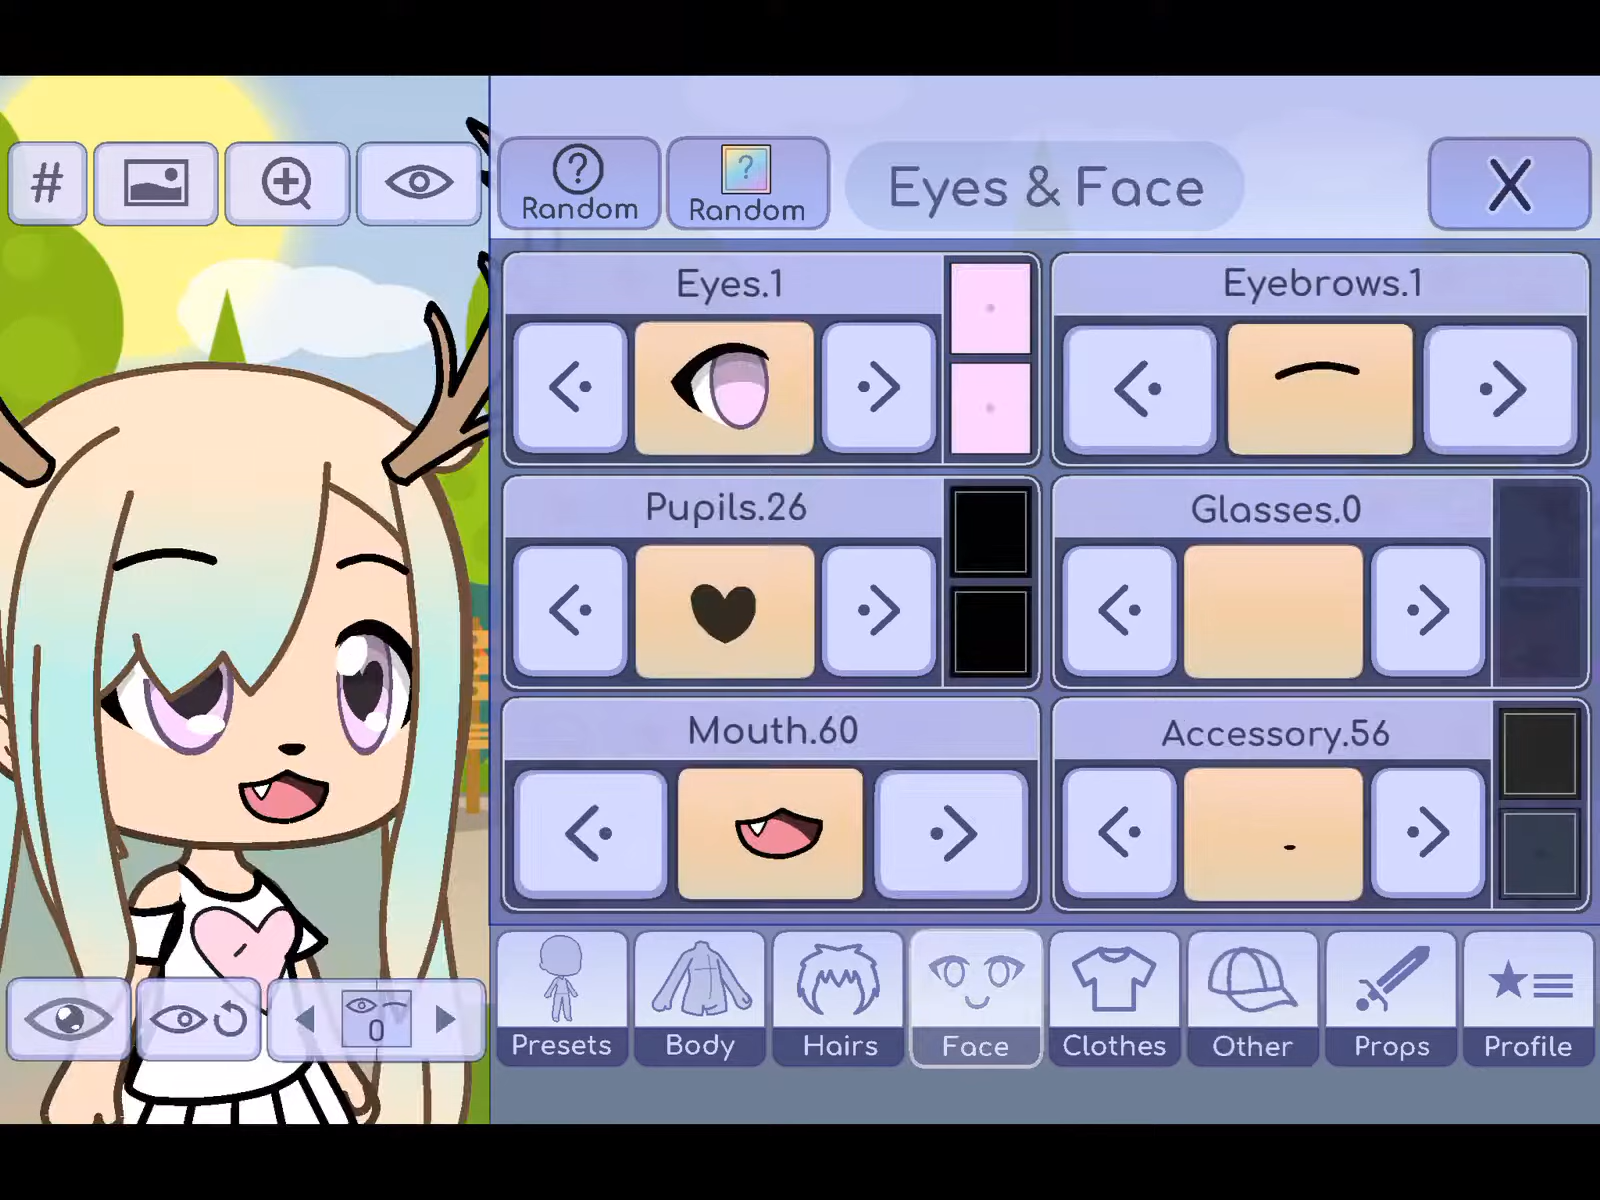 #
? Random
? Random
Eyes & Face
X
Eyes.1
Eyebrows.1
Pupils.26
Glasses.0
Mouth.60
Accessory.56
0
Presets
Body
Hairs
Face
Clothes
Other
Props
Profile